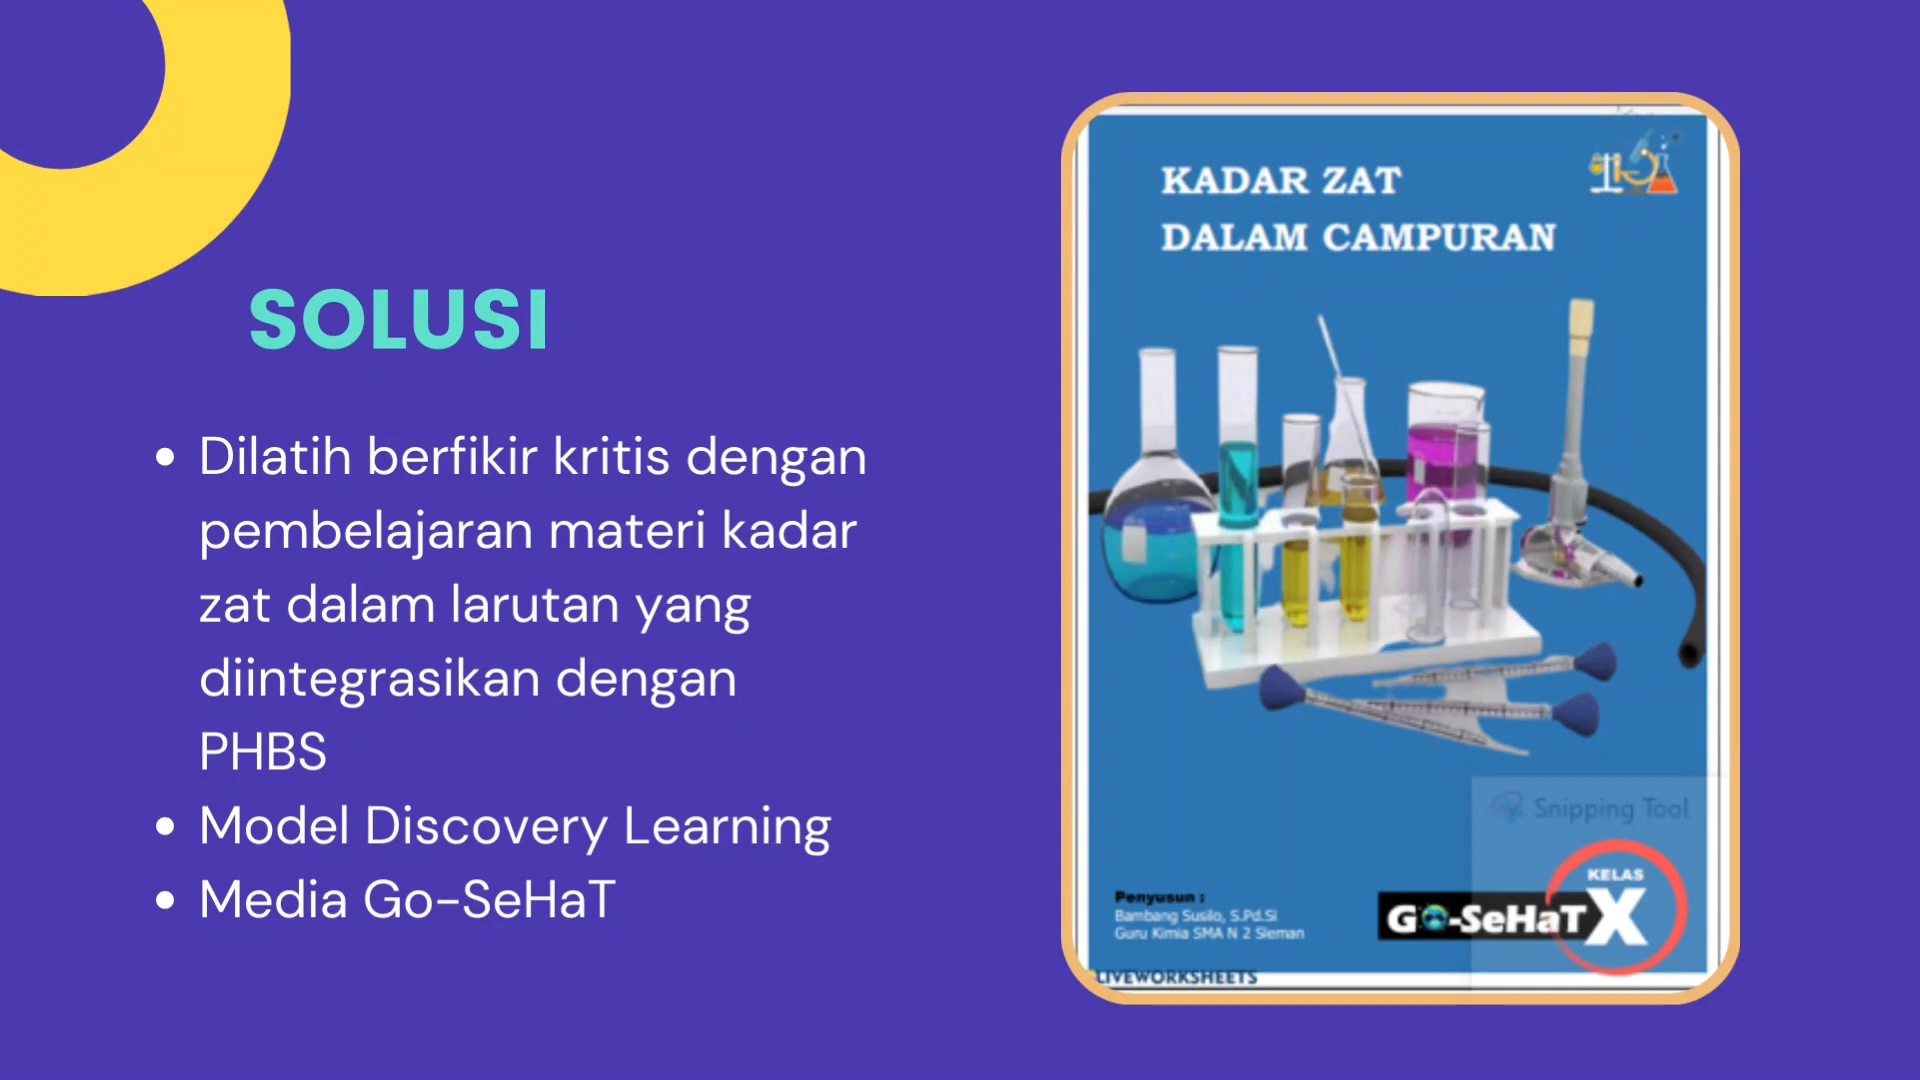 SOLUSI
• Dilatih berfikir kritis dengan
pembelajaran materi kadar
zat dalam larutan yang
diintegrasikan dengan
PHBS
• Model Discovery Learning
• Media Go-SeHaT
KADAR ZAT
DALAM CAMPURAN
Snipping Tool
Penyusun :
Bambang Susilo, S.Pd.Si
Guru Kimia SMA N 2 Sleman
GO-SeHaT
KELAS
X
LIVEWORKSHEETS